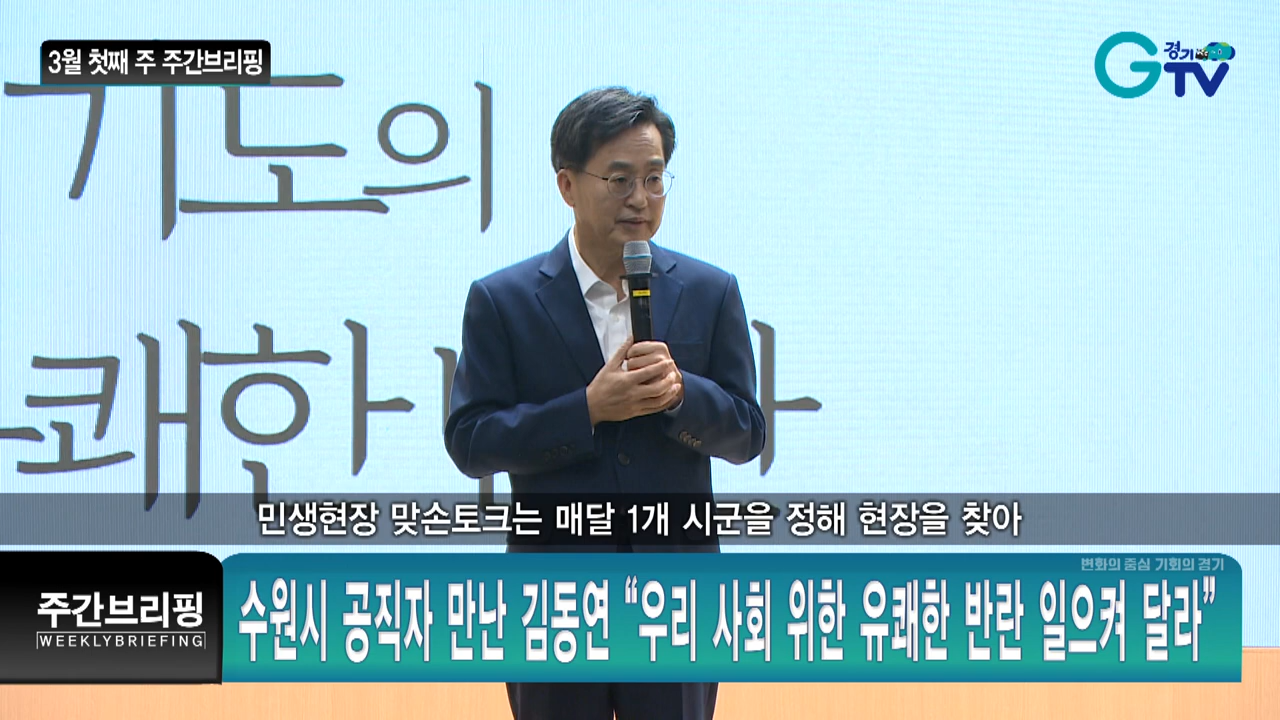 3월 첫째 주 주간브리핑
G 경기 TV
기도의
쾌한
민생현장 맞손토크는 매달 1개 시군을 정해 현장을 찾아
변화의 중심 기회의 경기
주간브리핑
WEEKLYBRIEFING
수원시 공직자 만난 김동연 “우리 사회 위한 유쾌한 반란 일으켜 달라”